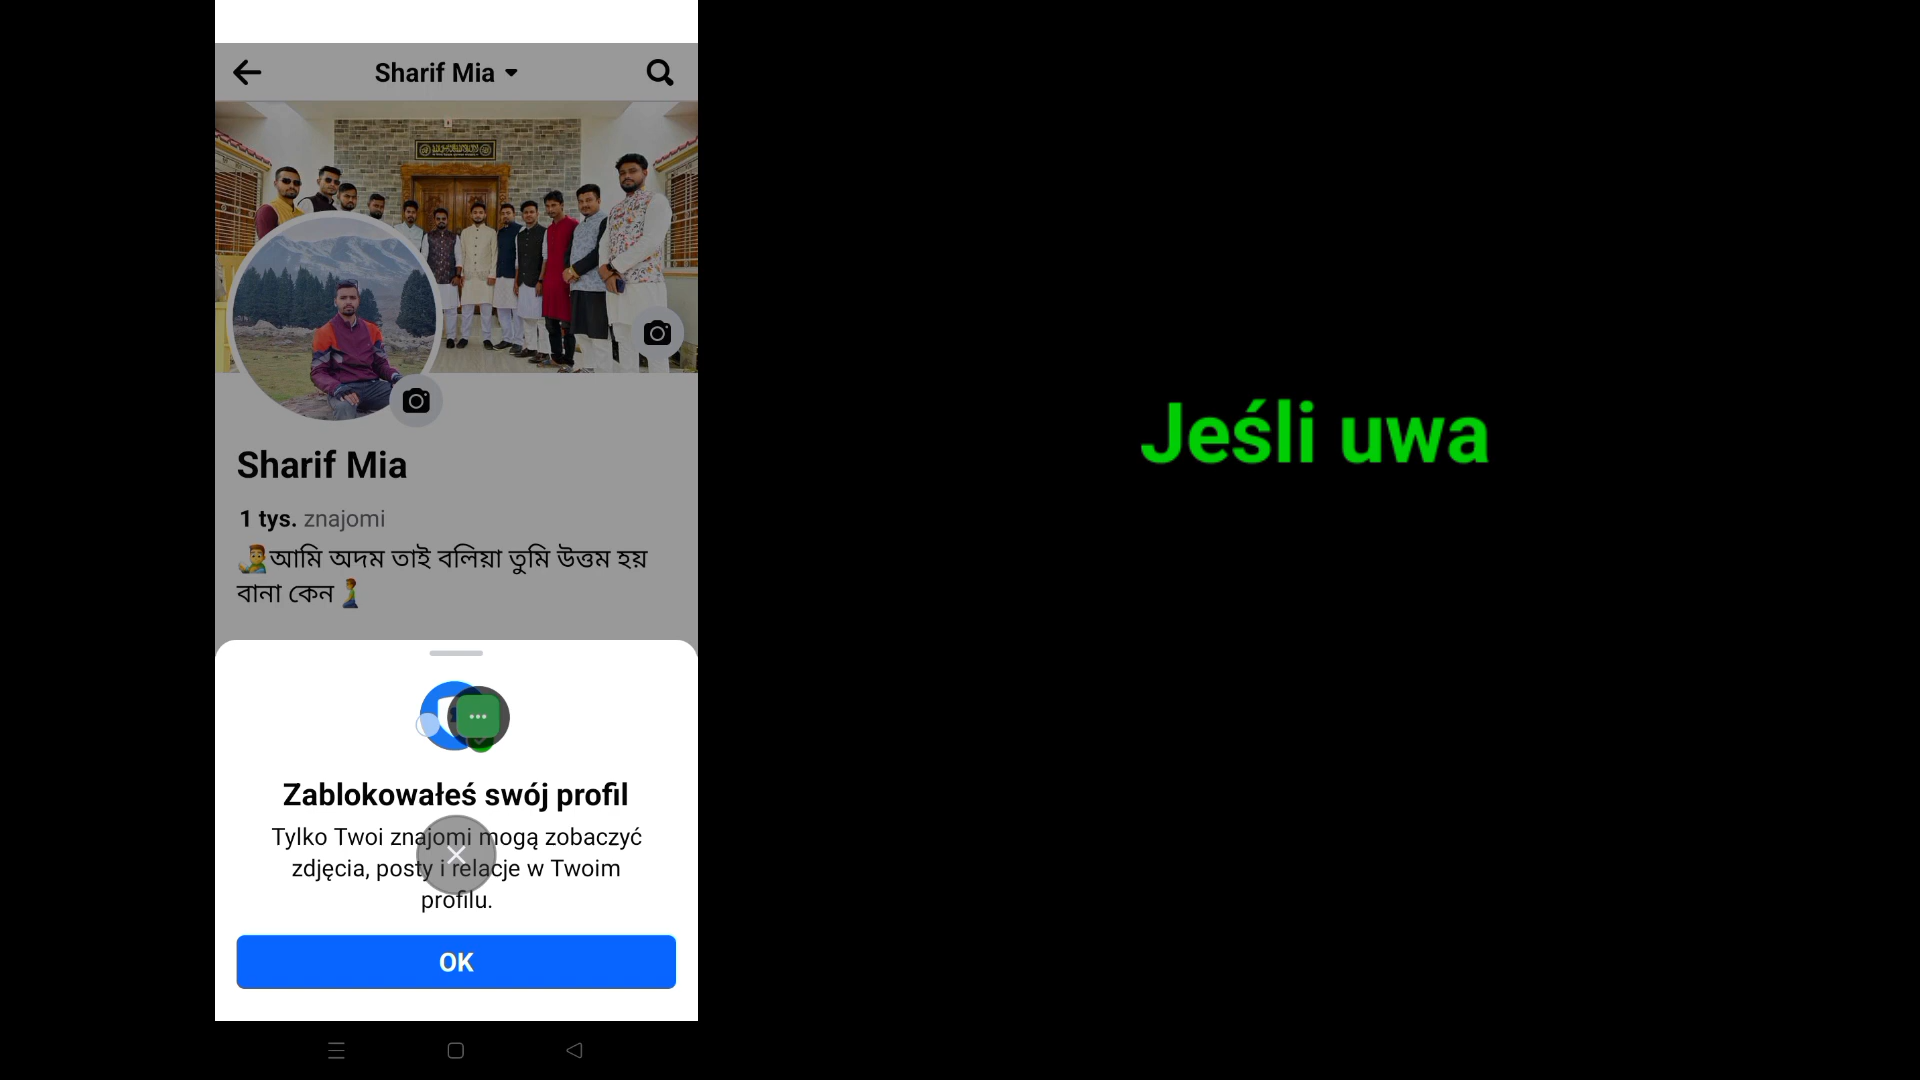 Sharif Mia
Sharif Mia
1 tys. znajomi
আমি অদম তাই বলিয়া তুমি উত্তম হয়
বানা কেন
Zablokowałeś swój profil
Tylko Twoi znajomi mogą zobaczyć
zdjęcia, posty i relacje w Twoim
profilu.
OK
Jeśli uwa